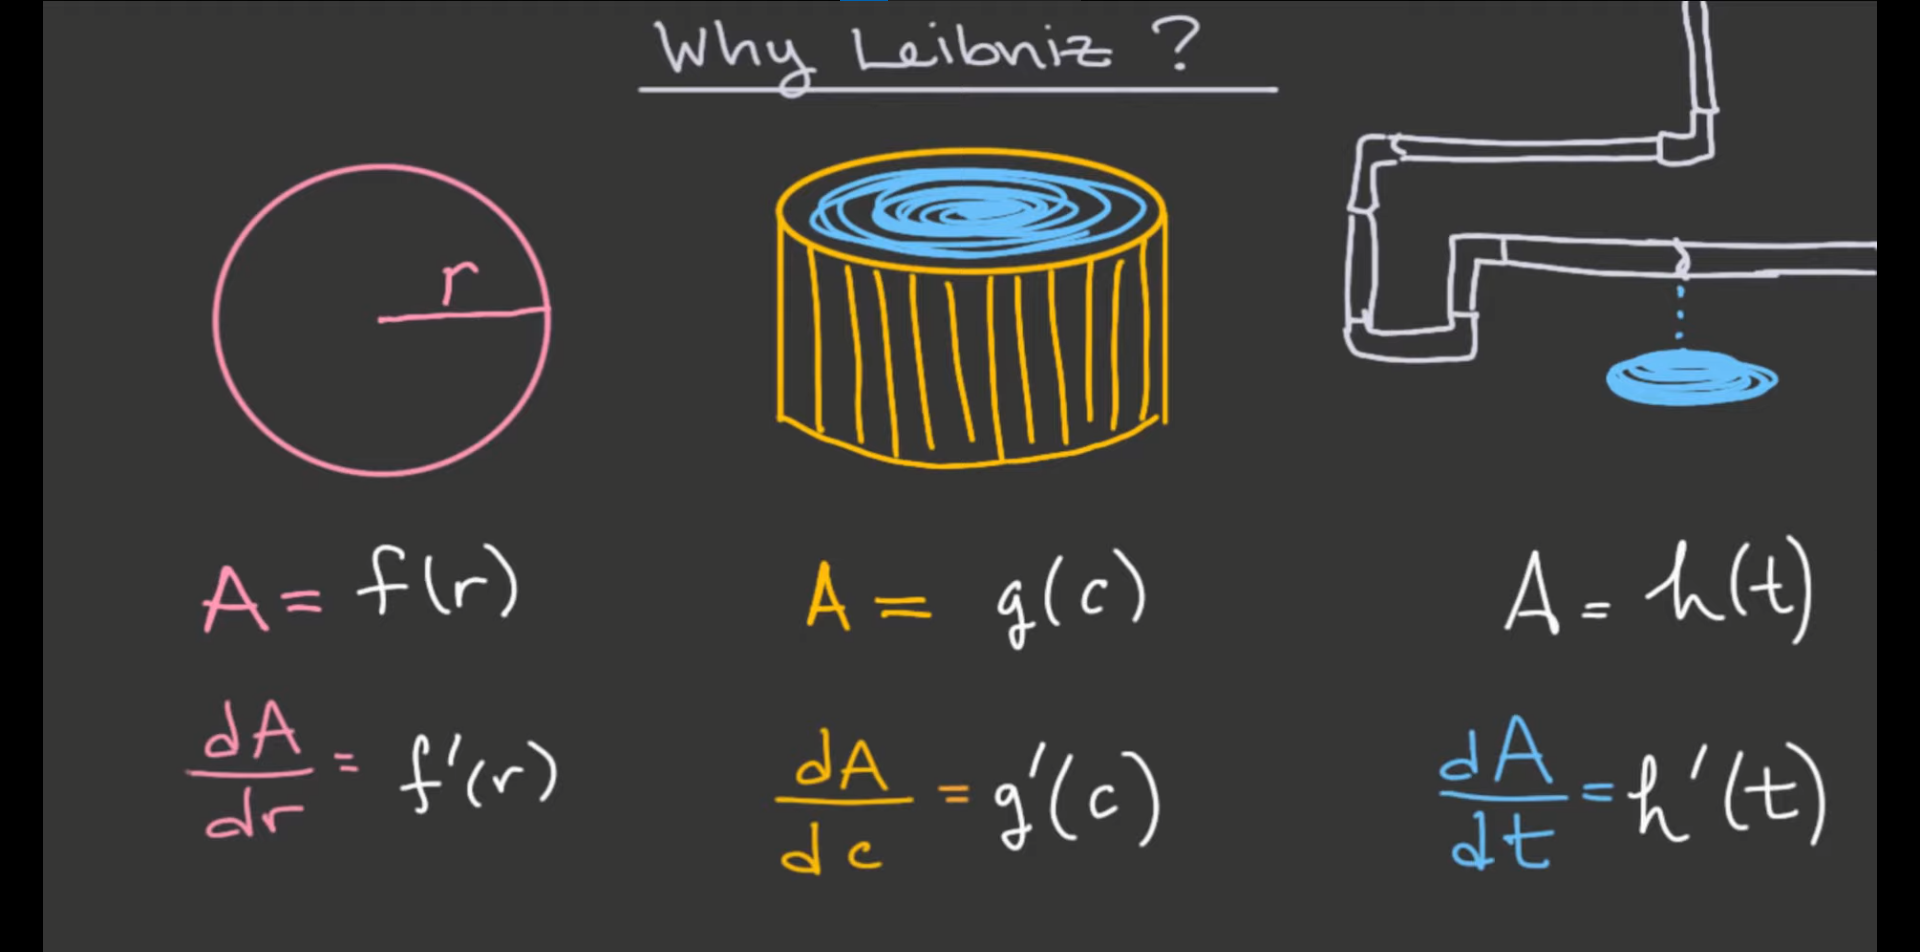 Why Leibniz ?
r
A = f(r)
A = g(c)
A = h(t)
dA/dr = f'(r)
dA/dc = g'(c)
dA/dt = h'(t)